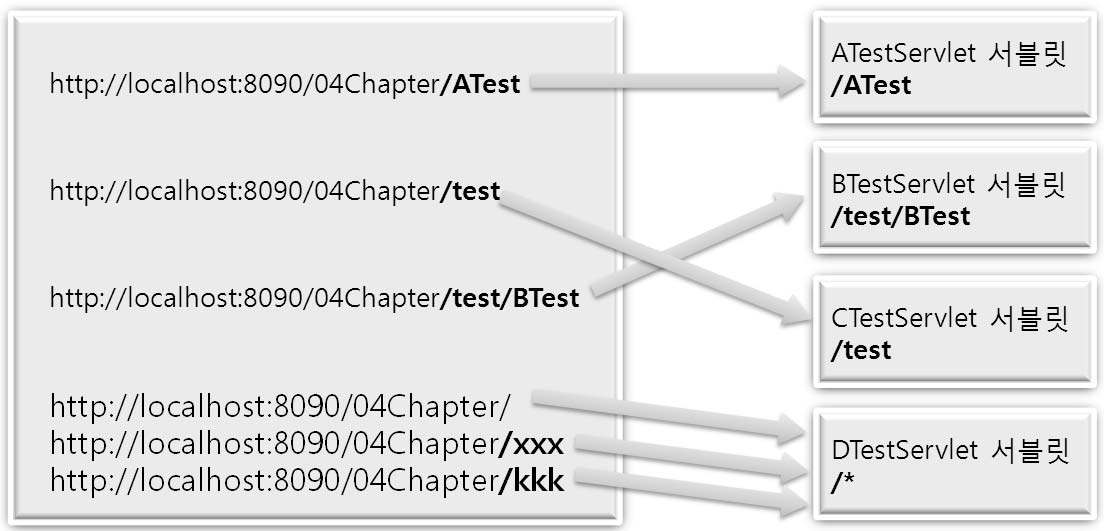 http://localhost:8090/04Chapter/ATest
http://localhost:8090/04Chapter/test
http://localhost:8090/04Chapter/test/BTest
http://localhost:8090/04Chapter/
http://localhost:8090/04Chapter/xxx
http://localhost:8090/04Chapter/kkk
ATestServlet 서블릿
/ATest
BTestServlet 서블릿
/test/BTest
CTestServlet 서블릿
/test
DTestServlet 서블릿
/*